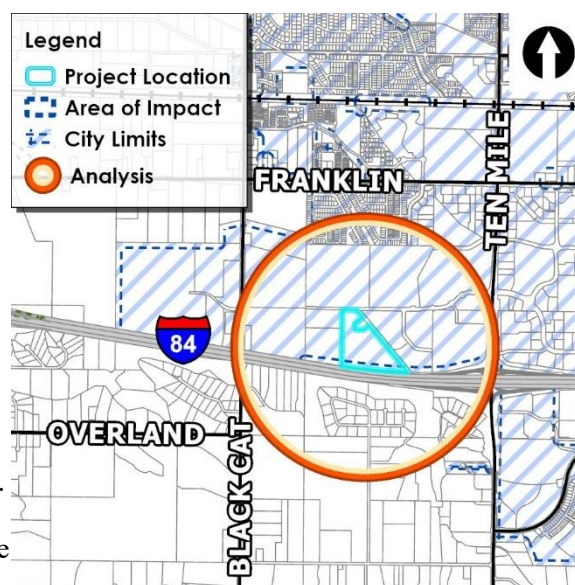 Legend
Project Location
Area of Impact
City Limits
Analysis
FRANKLIN
TEN MILE
84
OVERLAND
BLACK CAT
e